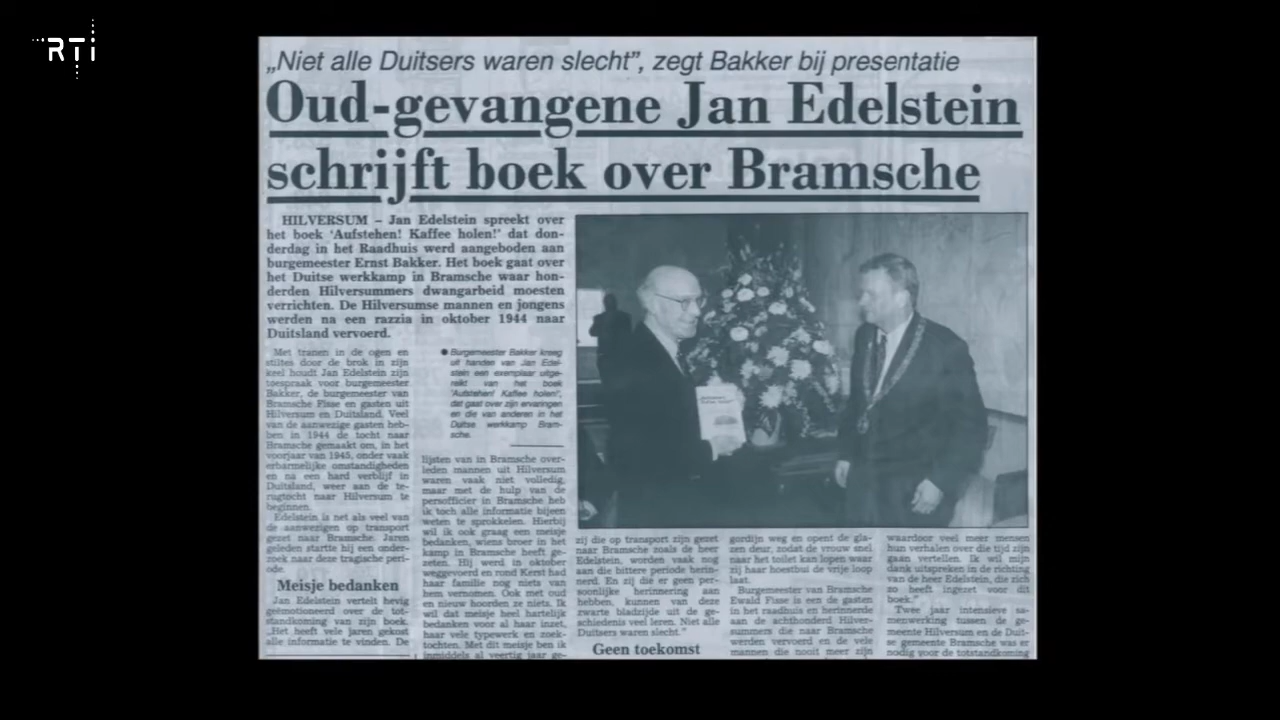 RTI
„Niet alle Duitsers waren slecht”, zegt Bakker bij presentatie
Oud-gevangene Jan Edelstein
schrijft boek over Bramsche
HILVERSUM – Jan Edelstein spreekt over
het boek ‘Aufstehen! Kaffee holen!’ dat don-
derdag in het Raadhuis werd aangeboden aan
burgemeester Ernst Bakker. Het boek gaat over
het Duitse werkkamp in Bramsche waar hon-
derden Hilversummers dwangarbeid moesten
verrichten. De Hilversumse mannen en jongens
werden na een razzia in oktober 1944 naar
Duitsland vervoerd.
Met tranen in de ogen en
stiltes door de brok in zijn
keel houdt Jan Edelstein zijn
toespraak voor burgemeester
Bakker, de burgemeester van
Bramsche Fisse en gasten uit
Hilversum en Duitsland. Veel
van de aanwezige gasten heb-
ben in 1944 de tocht naar
Bramsche gemaakt om, in het
voorjaar van 1945, onder vaak
erbarmelijke omstandigheden
en na een hard verblijf in
Duitsland, weer aan de te-
rugtocht naar Hilversum te
beginnen.
Edelstein is net als veel van
de aanwezigen op transport
gezet naar Bramsche. Jaren
geleden startte hij een onder-
zoek naar deze tragische peri-
ode.
Meisje bedanken
Jan Edelstein vertelt hevig
geëmotioneerd over de tot-
standkoming van zijn boek.
„Het heeft vele jaren gekost
alle informatie te vinden. De
● Burgemeester Bakker kreeg
uit handen van Jan Edel-
stein een exemplaar uitge-
reikt van het boek
‘Aufstehen! Kaffee holen!’,
dat gaat over zijn ervaringen
en die van anderen in het
Duitse werkkamp Bram-
sche.
lijsten van in Bramsche over-
leden mannen uit Hilversum
waren vaak niet volledig,
maar met de hulp van de
persofficier in Bramsche heb
ik toch alle informatie bijeen
weten te sprokkelen. Hierbij
wil ik ook graag een meisje
bedanken, wiens broer in het
kamp in Bramsche heeft ge-
zeten. Hij werd in oktober
weggevoerd en rond Kerst had
haar familie nog niets van
hem vernomen. Ook met oud
en nieuw hoorden ze niets. Ik
wil dat meisje heel hartelijk
bedanken voor al haar inzet,
haar vele typewerk en zoek-
tochten. Met dit meisje ben ik
inmiddels al veertig jaar ge-
zij die op transport zijn gezet
naar Bramsche zoals de heer
Edelstein, worden vaak nog
aan die bittere periode herin-
nerd. En zij die er geen per-
soonlijke herinnering aan
hebben, kunnen van deze
zwarte bladzijde uit de ge-
schiedenis veel leren. Niet alle
Duitsers waren slecht.”
Geen toekomst
gordijn weg en opent de gla-
zen deur, zodat de vrouw snel
naar het toilet kan lopen waar
zij haar hoestbui de vrije loop
laat.
Burgemeester van Bramsche
Ewald Fisse is een de gasten
in het raadhuis en herinnerde
aan de achthonderd Hilver-
summers die naar Bramsche
werden vervoerd en de vele
mannen die nooit meer zijn
waardoor veel meer mensen
hun verhalen over die tijd zijn
gaan vertellen. Ik wil mijn
dank uitspreken in de richting
van de heer Edelstein, die zich
zo heeft ingezet voor dit
boek.”
Twee jaar intensieve sa-
menwerking tussen de ge-
meente Hilversum en de Duit-
se gemeente Bramsche was er
nodig voor de totstandkoming